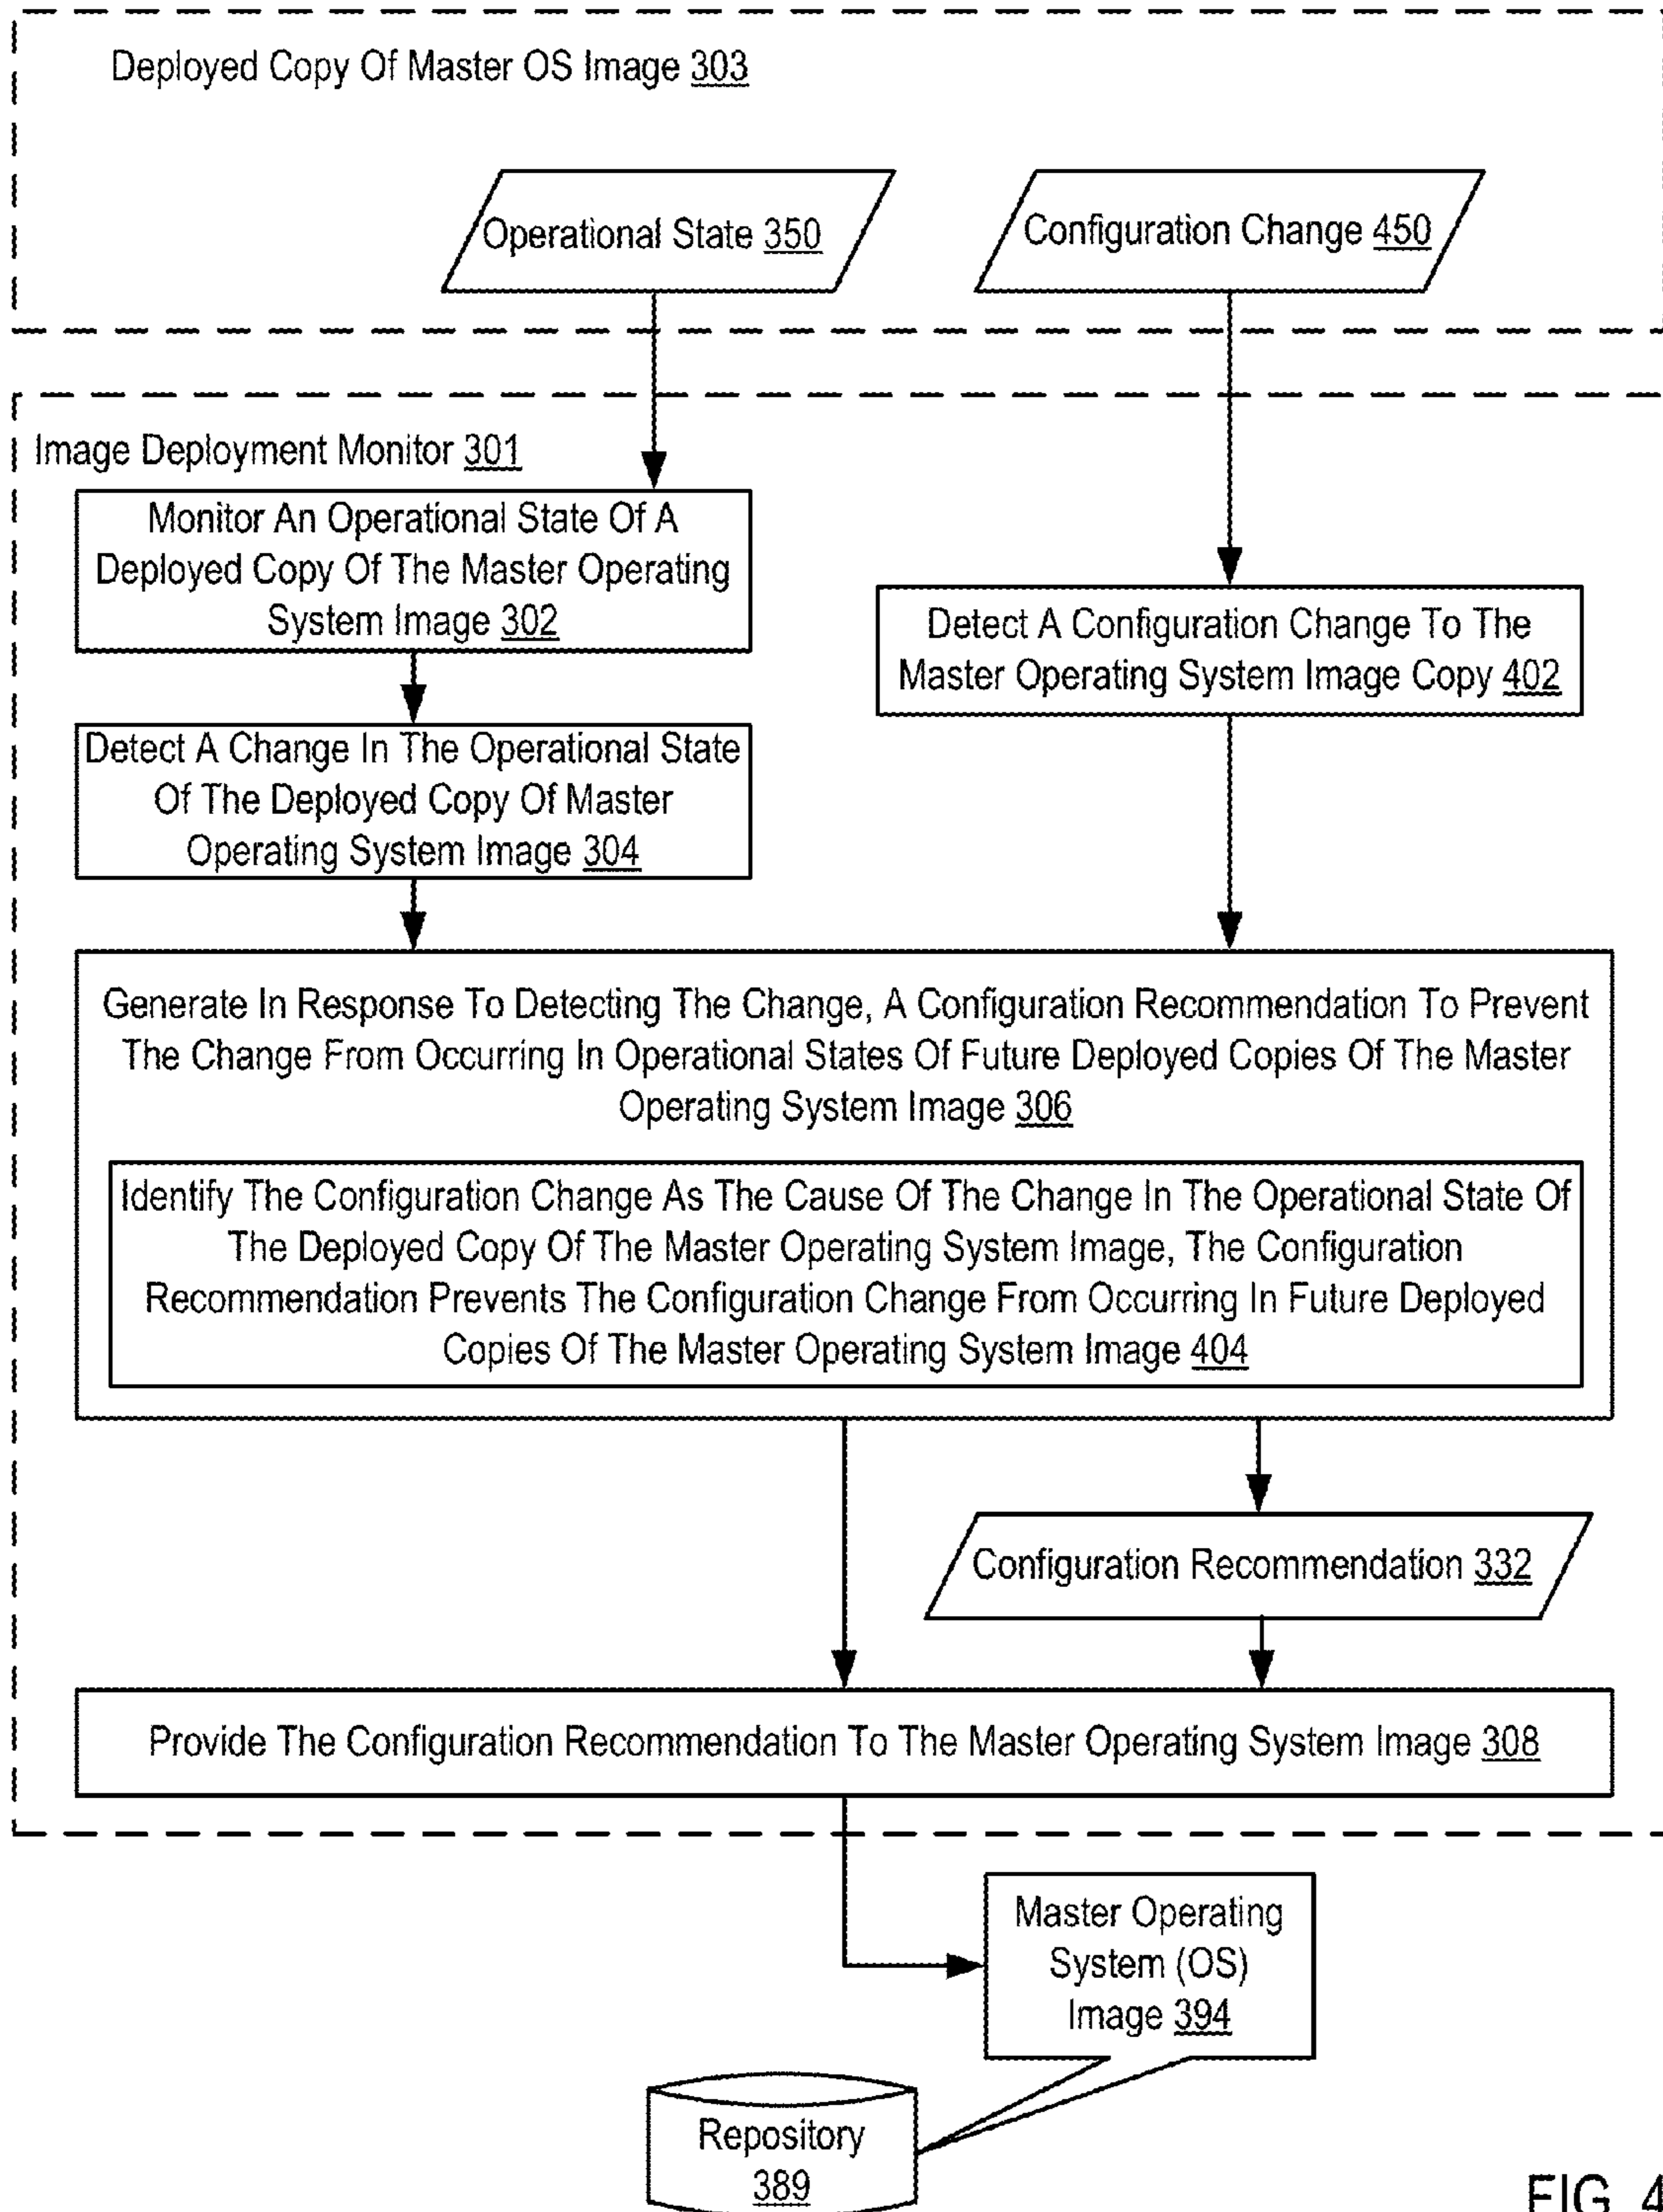 Deployed Copy Of Master OS Image 303
Operational State 350
Configuration Change 450
Image Deployment Monitor 301
Monitor An Operational State Of A
Deployed Copy Of The Master Operating
System Image 302
Detect A Configuration Change To The
Master Operating System Image Copy 402
Detect A Change In The Operational State
Of The Deployed Copy Of Master
Operating System Image 304
Generate In Response To Detecting The Change, A Configuration Recommendation To Prevent
The Change From Occurring In Operational States Of Future Deployed Copies Of The Master
Operating System Image 306
Identify The Configuration Change As The Cause Of The Change In The Operational State Of
The Deployed Copy Of The Master Operating System Image, The Configuration
Recommendation Prevents The Configuration Change From Occurring In Future Deployed
Copies Of The Master Operating System Image 404
Configuration Recommendation 332
Provide The Configuration Recommendation To The Master Operating System Image 308
Master Operating
System (OS)
Image 394
Repository
389
FIG. 4